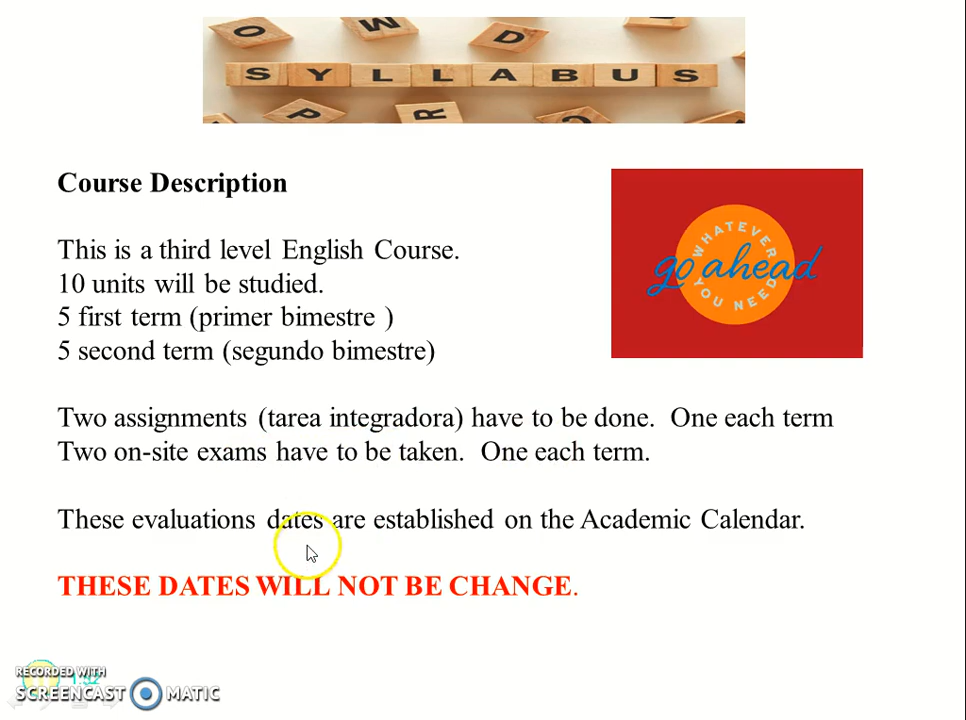 O W D
SYLLABUS
P R
Course Description
This is a third level English Course.
10 units will be studied.
5 first term (primer bimestre )
5 second term (segundo bimestre)
WHATEVER
go ahead
YOU NEED
Two assignments (tarea integradora) have to be done. One each term
Two on-site exams have to be taken. One each term.
These evaluations dates are established on the Academic Calendar.
THESE DATES WILL NOT BE CHANGE.
RECORDED WITH
SCREENCAST MATIC